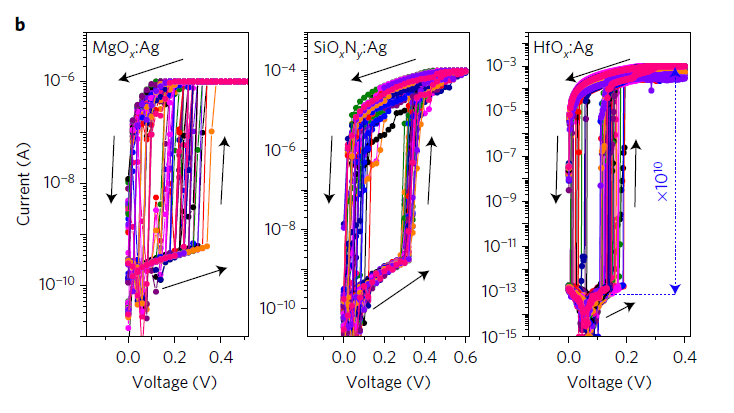 b
MgOₓ:Ag
SiOₓNᵧ:Ag
HfOₓ:Ag
Current (A)
10⁻⁶
10⁻⁸
10⁻¹⁰
0.0 0.2 0.4
Voltage (V)
10⁻⁴
10⁻⁶
10⁻⁸
10⁻¹⁰
0.0 0.2 0.4 0.6
Voltage (V)
10⁻³
10⁻⁵
10⁻⁷
10⁻⁹
10⁻¹¹
10⁻¹³
10⁻¹⁵
×10¹⁰
0.0 0.2 0.4
Voltage (V)